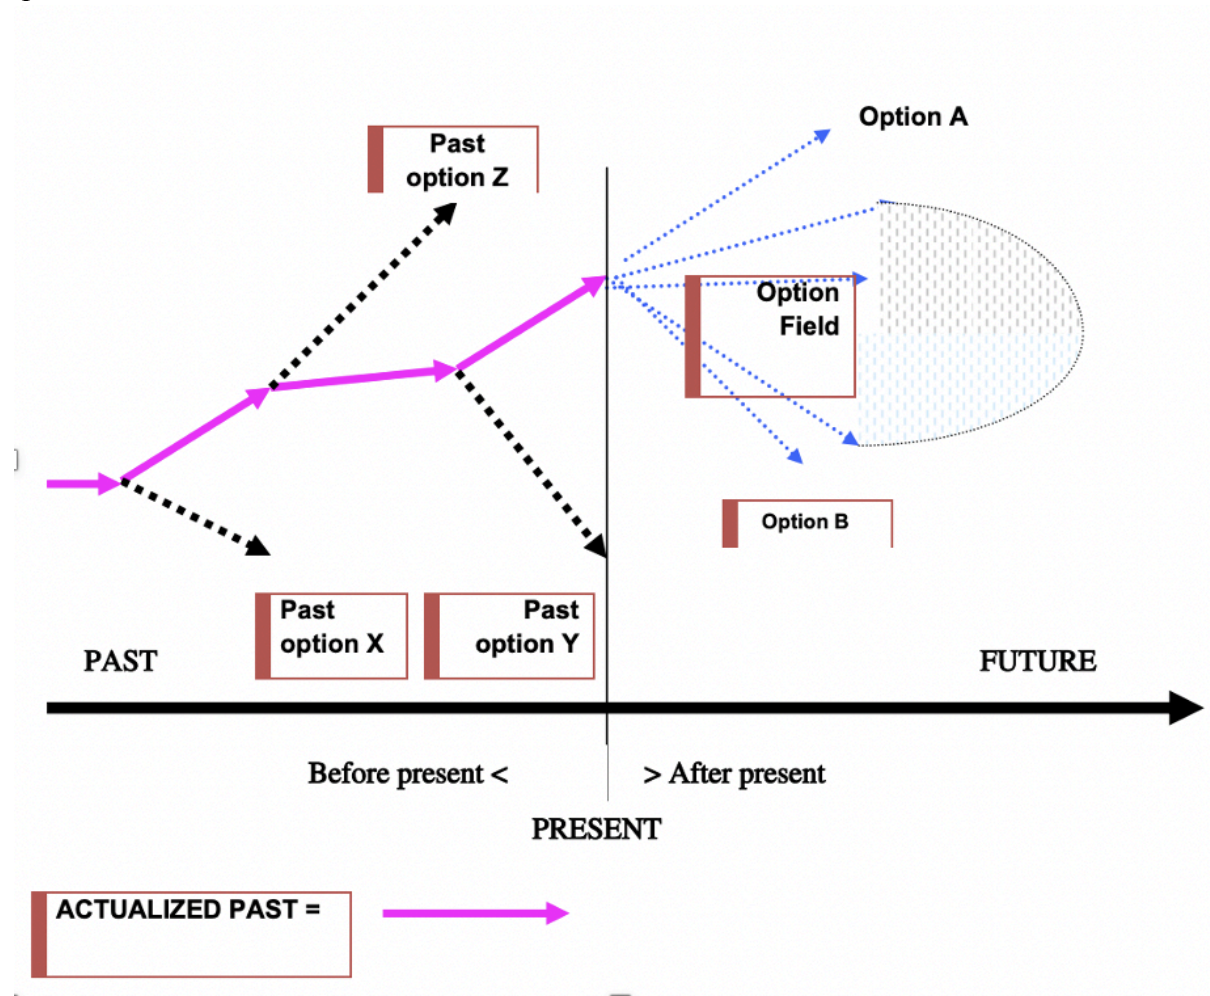 Option A
Past
option Z
Option
Field
Option B
Past
option X
Past
option Y
PAST
FUTURE
Before present <
> After present
PRESENT
ACTUALIZED PAST =